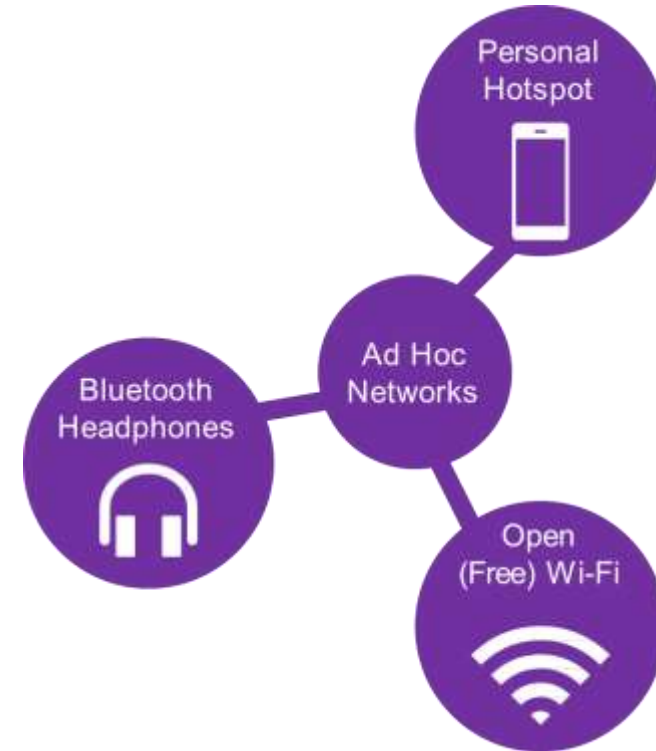 Personal
Hotspot
Ad Hoc
Networks
Bluetooth
Headphones
Open
(Free) Wi-Fi